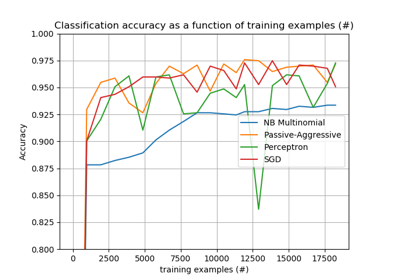 Classification accuracy as a function of training examples (#)
1.000
0.975
0.950
0.925
0.900
0.875
0.850
0.825
0.800
Accuracy
NB Multinomial
Passive-Aggressive
Perceptron
SGD
0 2500 5000 7500 10000 12500 15000 17500
training examples (#)